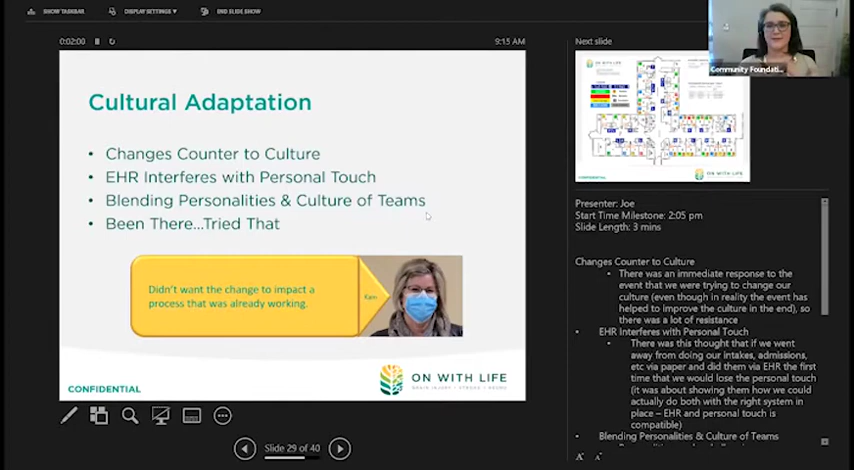 SHOW TASKBAR
DISPLAY SETTINGS
END SLIDE SHOW
0:02:00
9:15 AM
Cultural Adaptation
• Changes Counter to Culture
• EHR Interferes with Personal Touch
• Blending Personalities & Culture of Teams
• Been There...Tried That
Didn't want the change to impact a
process that was already working.
CONFIDENTIAL
ON WITH LIFE
Slide 29 of 40
Next slide
Community Foundati...
ON WITH LIFE
CONFIDENTIAL
ON WITH LIFE
Presenter: Joe
Start Time Milestone: 2:05 pm
Slide Length: 3 mins
Changes Counter to Culture
• There was an immediate response to the
event that we were trying to change our
culture (even though in reality the event has
helped to improve the culture in the end), so
there was a lot of resistance
• EHR Interferes with Personal Touch
• There was this thought that if we went
away from doing our intakes, admissions,
etc via paper and did them via EHR the first
time that we would lose the personal touch
(it was about showing them how we could
actually do both with the right system in
place – EHR and personal touch is
compatible)
• Blending Personalities & Culture of Teams